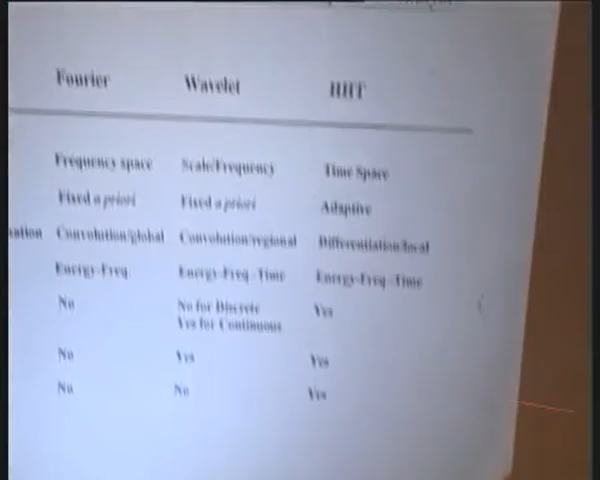 Fourier Wavelet HHT
Frequency space Scale/Frequency Time Space
Fixed a priori Fixed a priori Adaptive
Convolution/global Convolution/regional Differentiation/local
Energy-Freq. Energy-Freq.-Time Energy-Freq.-Time
No No for Discrete Yes
Yes for Continuous
No Yes Yes
No No Yes